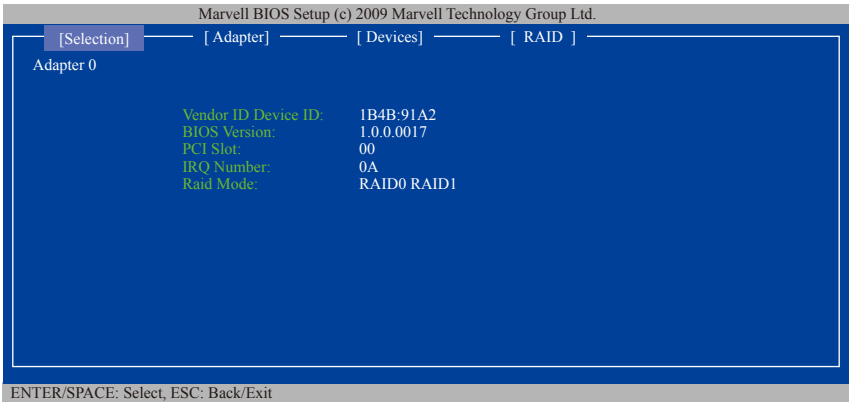 Marvell BIOS Setup (c) 2009 Marvell Technology Group Ltd.
[Selection] [ Adapter] [ Devices] [ RAID ]
Adapter 0
Vendor ID Device ID: 1B4B:91A2
BIOS Version: 1.0.0.0017
PCI Slot: 00
IRQ Number: 0A
Raid Mode: RAID0 RAID1
ENTER/SPACE: Select, ESC: Back/Exit